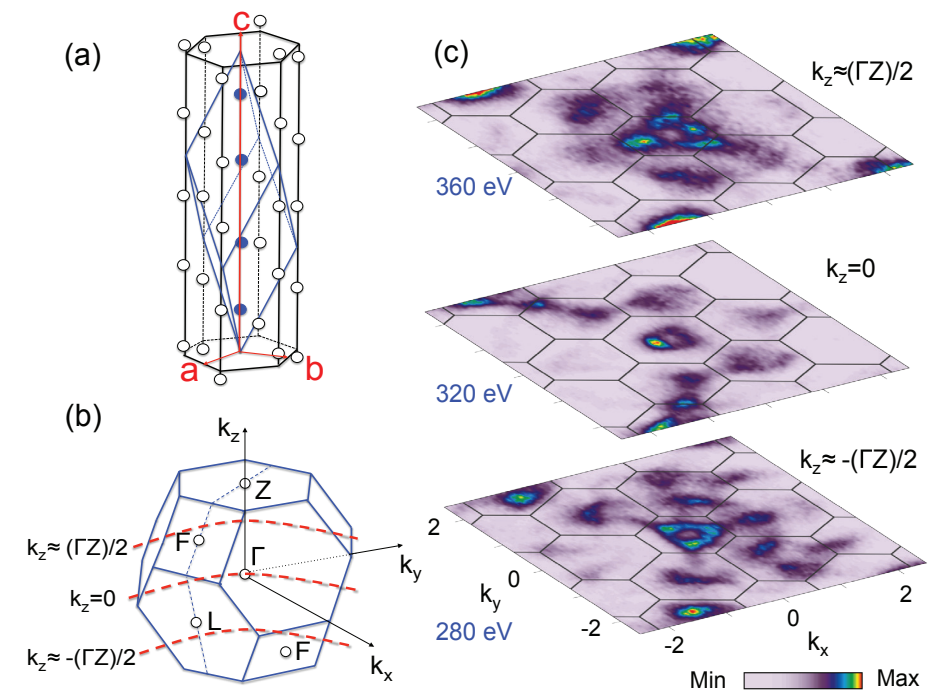 (a)
c
a
b
(b)
k_z
Z
F
Γ
L
F
k_y
k_x
k_z≈ (ΓZ)/2
k_z=0
k_z≈ -(ΓZ)/2
(c)
k_z≈(ΓZ)/2
360 eV
k_z=0
320 eV
k_z≈ -(ΓZ)/2
280 eV
2
0
-2
k_y
-2
0
2
k_x
Min
Max